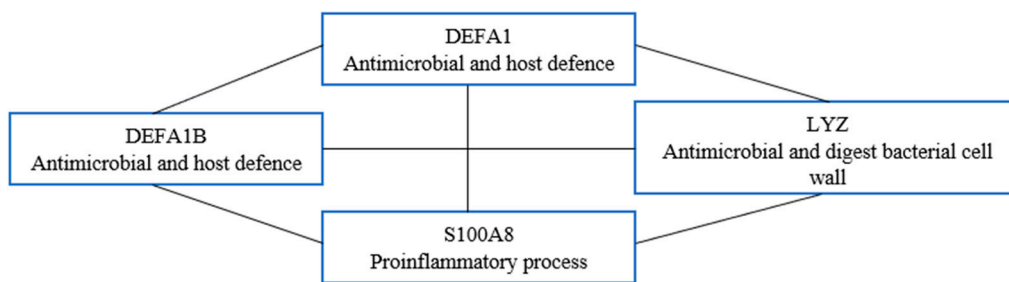 DEFA1
Antimicrobial and host defence
DEFA1B
Antimicrobial and host defence
LYZ
Antimicrobial and digest bacterial cell
wall
S100A8
Proinflammatory process